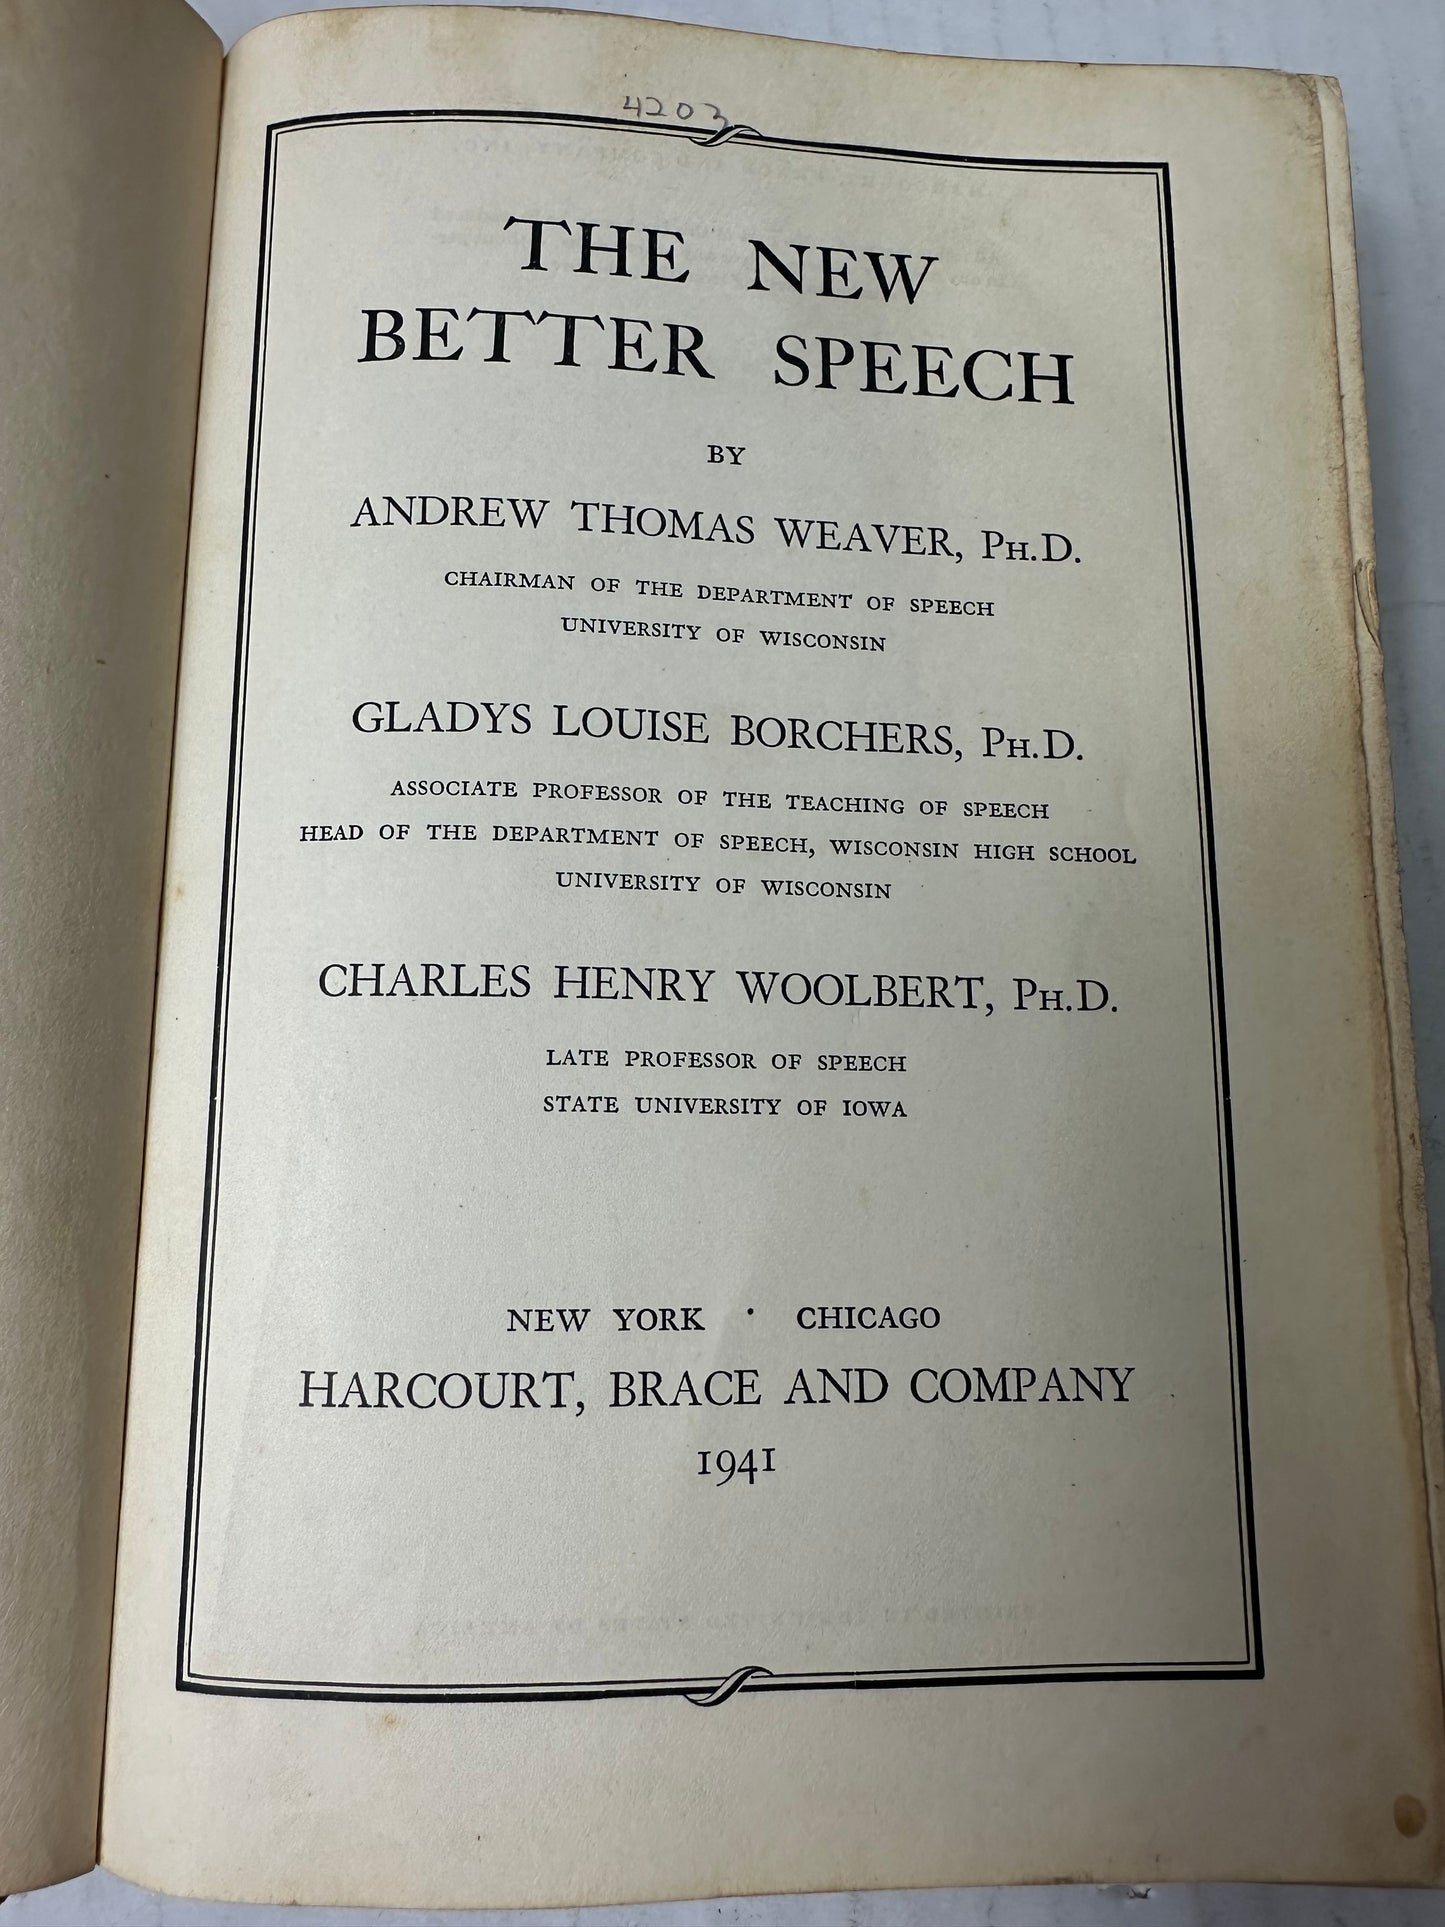 4203
THE NEW
BETTER SPEECH
BY
ANDREW THOMAS WEAVER, PH.D.
CHAIRMAN OF THE DEPARTMENT OF SPEECH
UNIVERSITY OF WISCONSIN
GLADYS LOUISE BORCHERS, PH.D.
ASSOCIATE PROFESSOR OF THE TEACHING OF SPEECH
HEAD OF THE DEPARTMENT OF SPEECH, WISCONSIN HIGH SCHOOL
UNIVERSITY OF WISCONSIN
CHARLES HENRY WOOLBERT, PH.D.
LATE PROFESSOR OF SPEECH
STATE UNIVERSITY OF IOWA
NEW YORK · CHICAGO
HARCOURT, BRACE AND COMPANY
1941